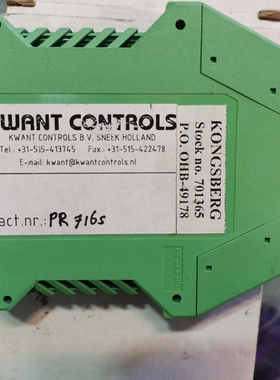 WANT CONTROLS
KWANT CONTROLS B.V. SNEEK HOLLAND
Tel.: +31-515-413745 Fax.: +31-515-422478
E-mail.: kwant@kwantcontrols.nl
act.nr.: PR 7165
KONGSBERG
Stock no. 701365
P.O. OHB-49178